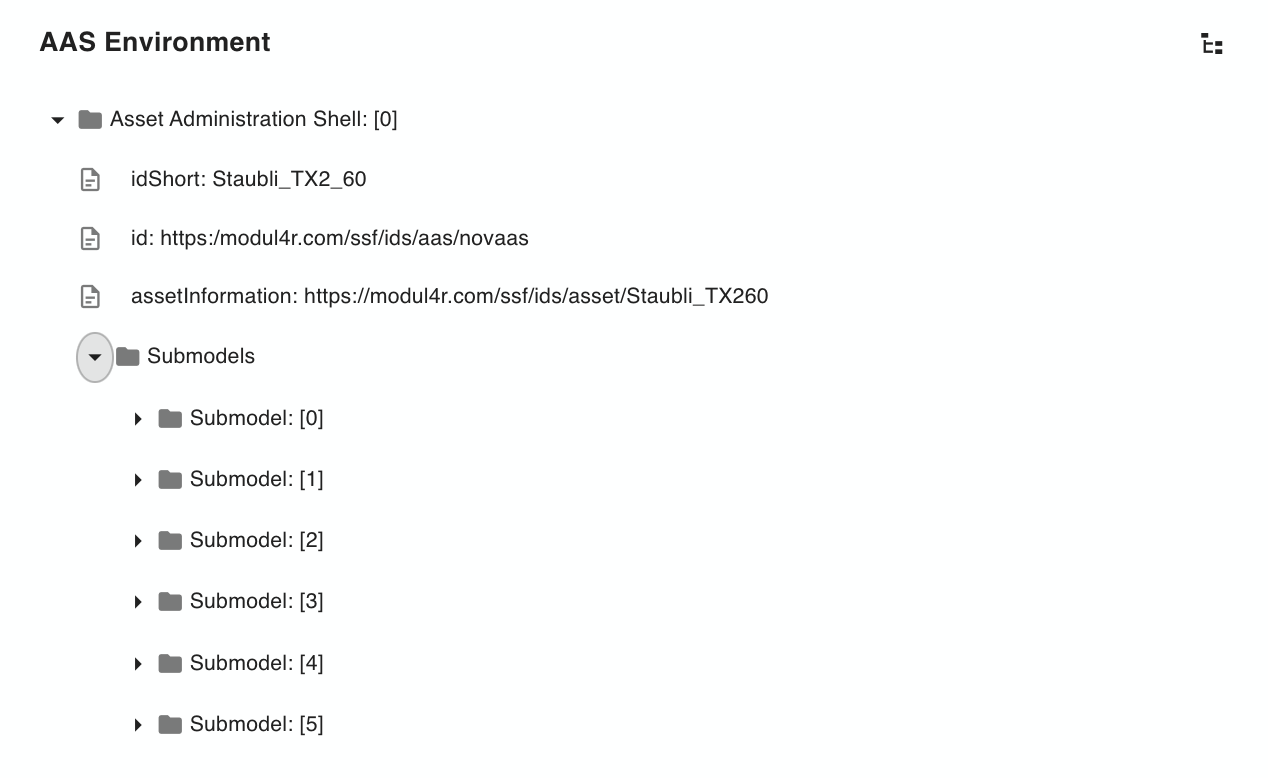 AAS Environment
Asset Administration Shell: [0]
idShort: Staubli_TX2_60
id: https:/modul4r.com/ssf/ids/aas/novaas
assetInformation: https://modul4r.com/ssf/ids/asset/Staubli_TX260
Submodels
Submodel: [0]
Submodel: [1]
Submodel: [2]
Submodel: [3]
Submodel: [4]
Submodel: [5]